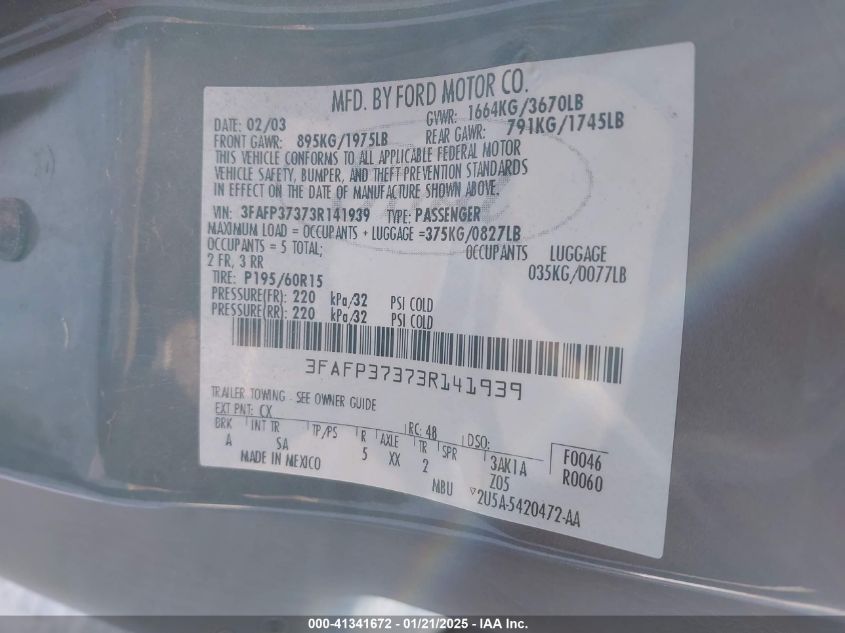 MFD. BY FORD MOTOR CO.
DATE: 02/03 GVWR: 1664KG/3670LB
FRONT GAWR: 895KG/1975LB REAR GAWR: 791KG/1745LB
THIS VEHICLE CONFORMS TO ALL APPLICABLE FEDERAL MOTOR
VEHICLE SAFETY, BUMPER, AND THEFT PREVENTION STANDARDS
IN EFFECT ON THE DATE OF MANUFACTURE SHOWN ABOVE.
VIN: 3FAFP37373R141939 TYPE: PASSENGER
MAXIMUM LOAD = OCCUPANTS + LUGGAGE =375KG/0827LB
OCCUPANTS = 5 TOTAL; OCCUPANTS LUGGAGE
2 FR, 3 RR 035KG/0077LB
TIRE: P195/60R15
PRESSURE(FR): 220 kPa/32 PSI COLD
PRESSURE(RR): 220 kPa/32 PSI COLD
3FAFP37373R141939
TRAILER TOWING - SEE OWNER GUIDE
EXT PNT: CX RC: 48 DSO:
BRK INT TR TP/PS R AXLE TR SPR F0046
A SA 5 XX 2 3AK1A R0060
MADE IN MEXICO Z05
MBU 2U5A-5420472-AA
000-41341672 - 01/21/2025 - IAA Inc.